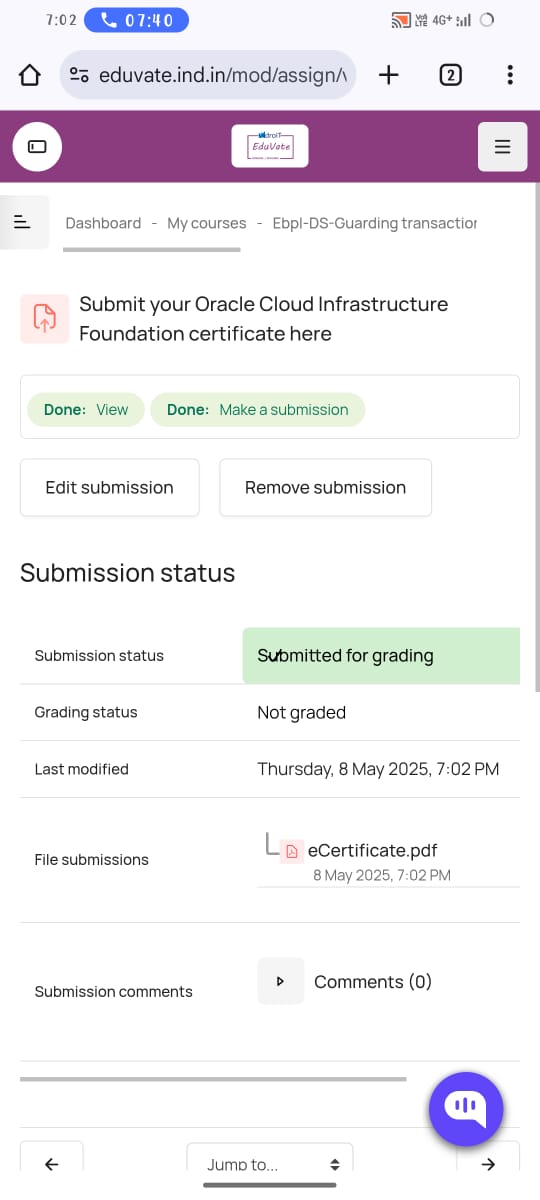 7:02 07:40 4G+
eduvate.ind.in/mod/assign/ 2
EduVate
Dashboard - My courses - Ebpl-DS-Guarding transaction
Submit your Oracle Cloud Infrastructure
Foundation certificate here
Done: View Done: Make a submission
Edit submission Remove submission
Submission status
Submission status Submitted for grading
Grading status Not graded
Last modified Thursday, 8 May 2025, 7:02 PM
File submissions eCertificate.pdf
8 May 2025, 7:02 PM
Submission comments Comments (0)
Jump to...